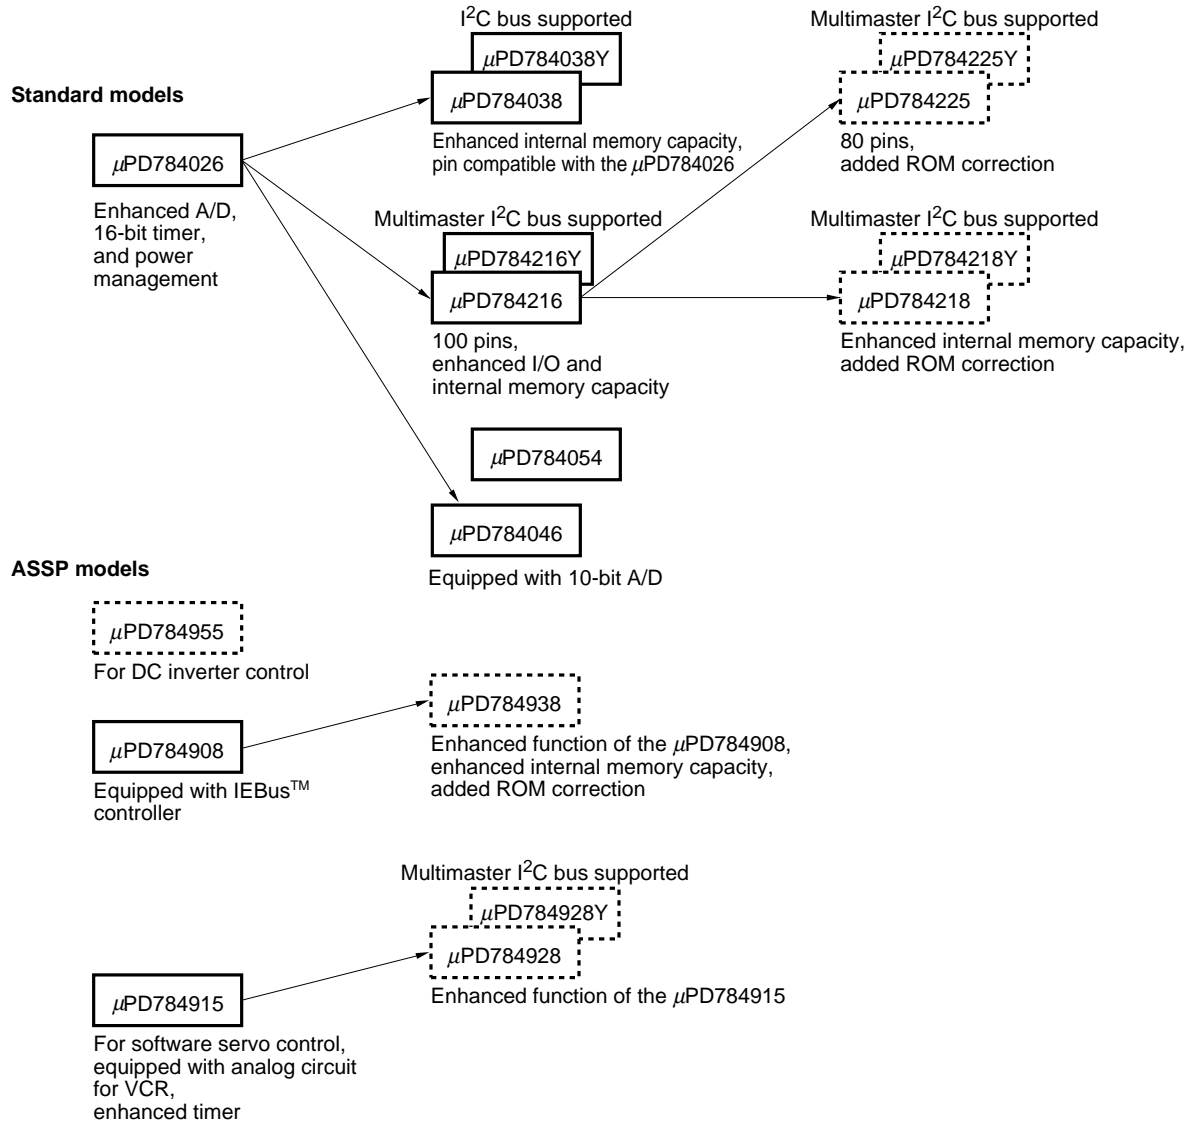 I²C bus supported
μPD784038Y
μPD784038
Enhanced internal memory capacity,
pin compatible with the μPD784026
Multimaster I²C bus supported
μPD784225Y
μPD784225
80 pins,
added ROM correction
Standard models
μPD784026
Enhanced A/D,
16-bit timer,
and power
management
Multimaster I²C bus supported
μPD784216Y
μPD784216
100 pins,
enhanced I/O and
internal memory capacity
Multimaster I²C bus supported
μPD784218Y
μPD784218
Enhanced internal memory capacity,
added ROM correction
μPD784054
μPD784046
Equipped with 10-bit A/D
ASSP models
μPD784955
For DC inverter control
μPD784908
Equipped with IEBus™
controller
μPD784938
Enhanced function of the μPD784908,
enhanced internal memory capacity,
added ROM correction
Multimaster I²C bus supported
μPD784928Y
μPD784928
Enhanced function of the μPD784915
μPD784915
For software servo control,
equipped with analog circuit
for VCR,
enhanced timer